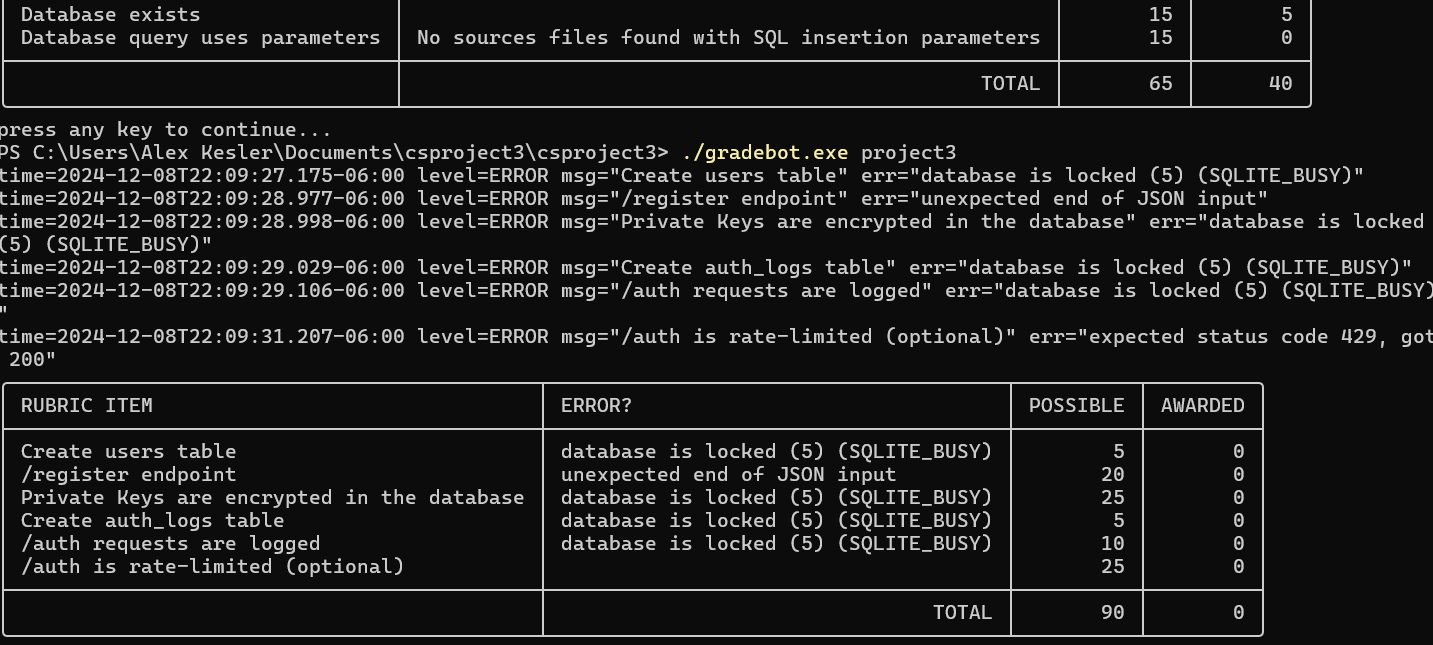 Database exists 15 5
Database query uses parameters No sources files found with SQL insertion parameters 15 0
TOTAL 65 40
press any key to continue...
PS C:\Users\Alex Kesler\Documents\csproject3\csproject3> ./gradebot.exe project3
time=2024-12-08T22:09:27.175-06:00 level=ERROR msg="Create users table" err="database is locked (5) (SQLITE_BUSY)"
time=2024-12-08T22:09:28.977-06:00 level=ERROR msg="/register endpoint" err="unexpected end of JSON input"
time=2024-12-08T22:09:28.998-06:00 level=ERROR msg="Private Keys are encrypted in the database" err="database is locked
(5) (SQLITE_BUSY)"
time=2024-12-08T22:09:29.029-06:00 level=ERROR msg="Create auth_logs table" err="database is locked (5) (SQLITE_BUSY)"
time=2024-12-08T22:09:29.106-06:00 level=ERROR msg="/auth requests are logged" err="database is locked (5) (SQLITE_BUSY)
"
time=2024-12-08T22:09:31.207-06:00 level=ERROR msg="/auth is rate-limited (optional)" err="expected status code 429, got
200"
RUBRIC ITEM ERROR? POSSIBLE AWARDED
Create users table database is locked (5) (SQLITE_BUSY) 5 0
/register endpoint unexpected end of JSON input 20 0
Private Keys are encrypted in the database database is locked (5) (SQLITE_BUSY) 25 0
Create auth_logs table database is locked (5) (SQLITE_BUSY) 5 0
/auth requests are logged database is locked (5) (SQLITE_BUSY) 10 0
/auth is rate-limited (optional) 25 0
TOTAL 90 0